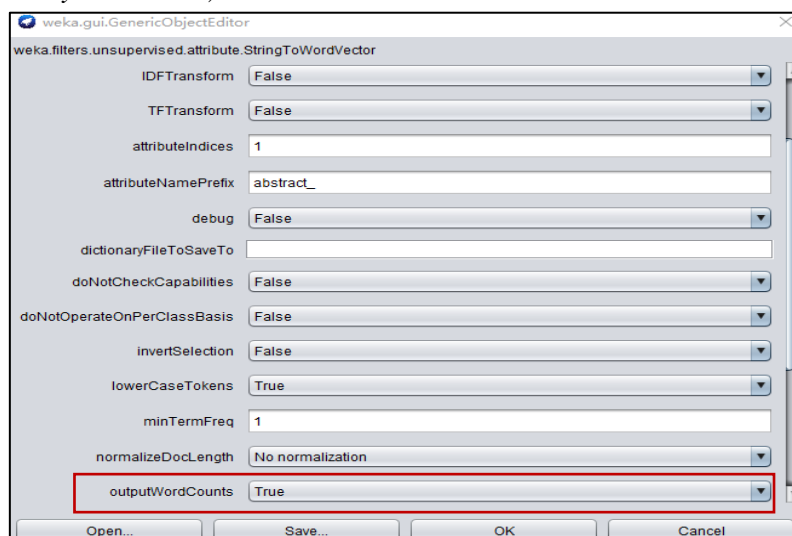 weka.gui.GenericObjectEditor
weka.filters.unsupervised.attribute.StringToWordVector
IDFTransform False
TFTransform False
attributeIndices 1
attributeNamePrefix abstract_
debug False
dictionaryFileToSaveTo
doNotCheckCapabilities False
doNotOperateOnPerClassBasis False
invertSelection False
lowerCaseTokens True
minTermFreq 1
normalizeDocLength No normalization
outputWordCounts True
Open... Save... OK Cancel